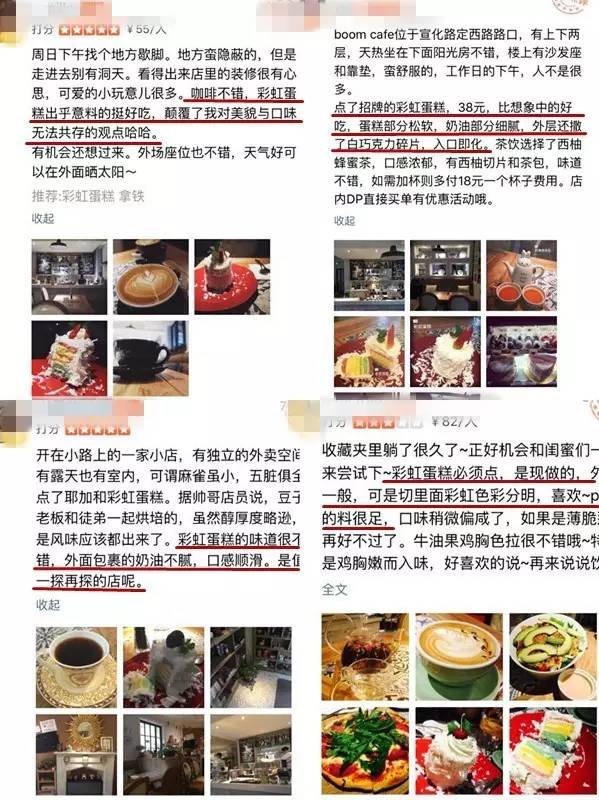 打分 ¥55/人
周日下午找个地方歇脚。地方蛮隐蔽的，但是
走进去别有洞天。看得出来店里的装修很有心
思，可爱的小玩意儿很多。咖啡不错，彩虹蛋
糕出乎意料的挺好吃，颠覆了我对美貌与口味
无法共存的观点哈哈。
有机会还想过来。外场座位也不错，天气好可
以在外面晒太阳～
推荐:彩虹蛋糕 拿铁
收起
boom cafe位于宣化路定西路路口，有上下两
层，天热坐在下面阳光房不错，楼上有沙发座
和靠垫，蛮舒服的，工作日的下午，人不是很
多。
点了招牌的彩虹蛋糕，38元，比想象中的好
吃，蛋糕部分松软，奶油部分细腻，外层还撒
了白巧克力碎片，入口即化。茶饮选择了西柚
蜂蜜茶，口感浓郁，有西柚切片和茶包，味道
不错，如需加杯则多付18元一个杯子费用。店
内DP直接买单有优惠活动哦。
收起
打分
开在小路上的一家小店，有独立的外卖空间
有露天也有室内，可谓麻雀虽小，五脏俱全
点了耶加和彩虹蛋糕。据帅哥店员说，豆子
老板和徒弟一起烘培的，虽然醇厚度略逊，
是风味应该都出来了。彩虹蛋糕的味道很不
错，外面包裹的奶油不腻，口感顺滑。是值
一探再探的店呢。
收起
打分 ¥82/人
收藏夹里躺了很久了~正好机会和闺蜜们一
来尝试下~彩虹蛋糕必须点，是现做的，外
一般，可是切里面彩虹色彩分明，喜欢~p
的料很足，口味稍微偏咸了，如果是薄脆
再好不过了。牛油果鸡胸色拉很不错哦~特
是鸡胸嫩而入味，好喜欢的说~再来说说饮
全文